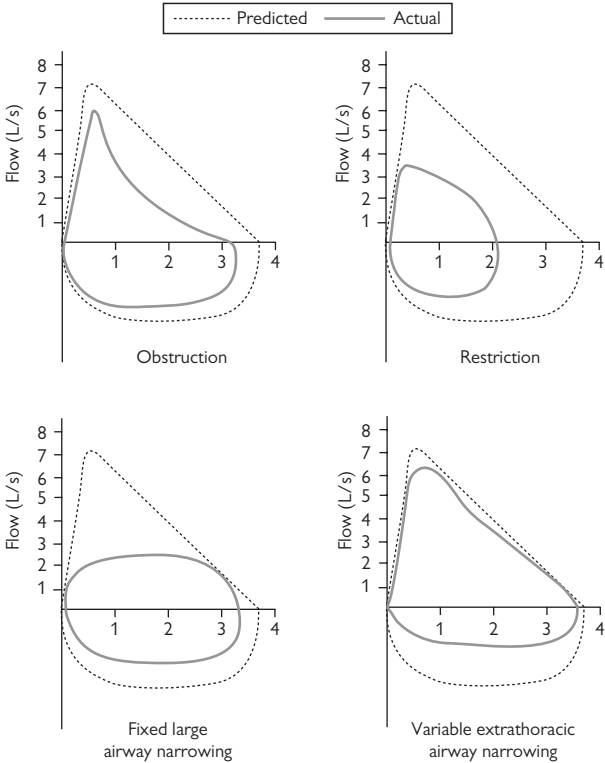 Predicted Actual
8
7
6
5
4
3
2
1
Flow (L/s)
1 2 3 4
Obstruction
8
7
6
5
4
3
2
1
Flow (L/s)
1 2 3 4
Restriction
8
7
6
5
4
3
2
1
Flow (L/s)
1 2 3 4
Fixed large
airway narrowing
8
7
6
5
4
3
2
1
Flow (L/s)
1 2 3 4
Variable extrathoracic
airway narrowing